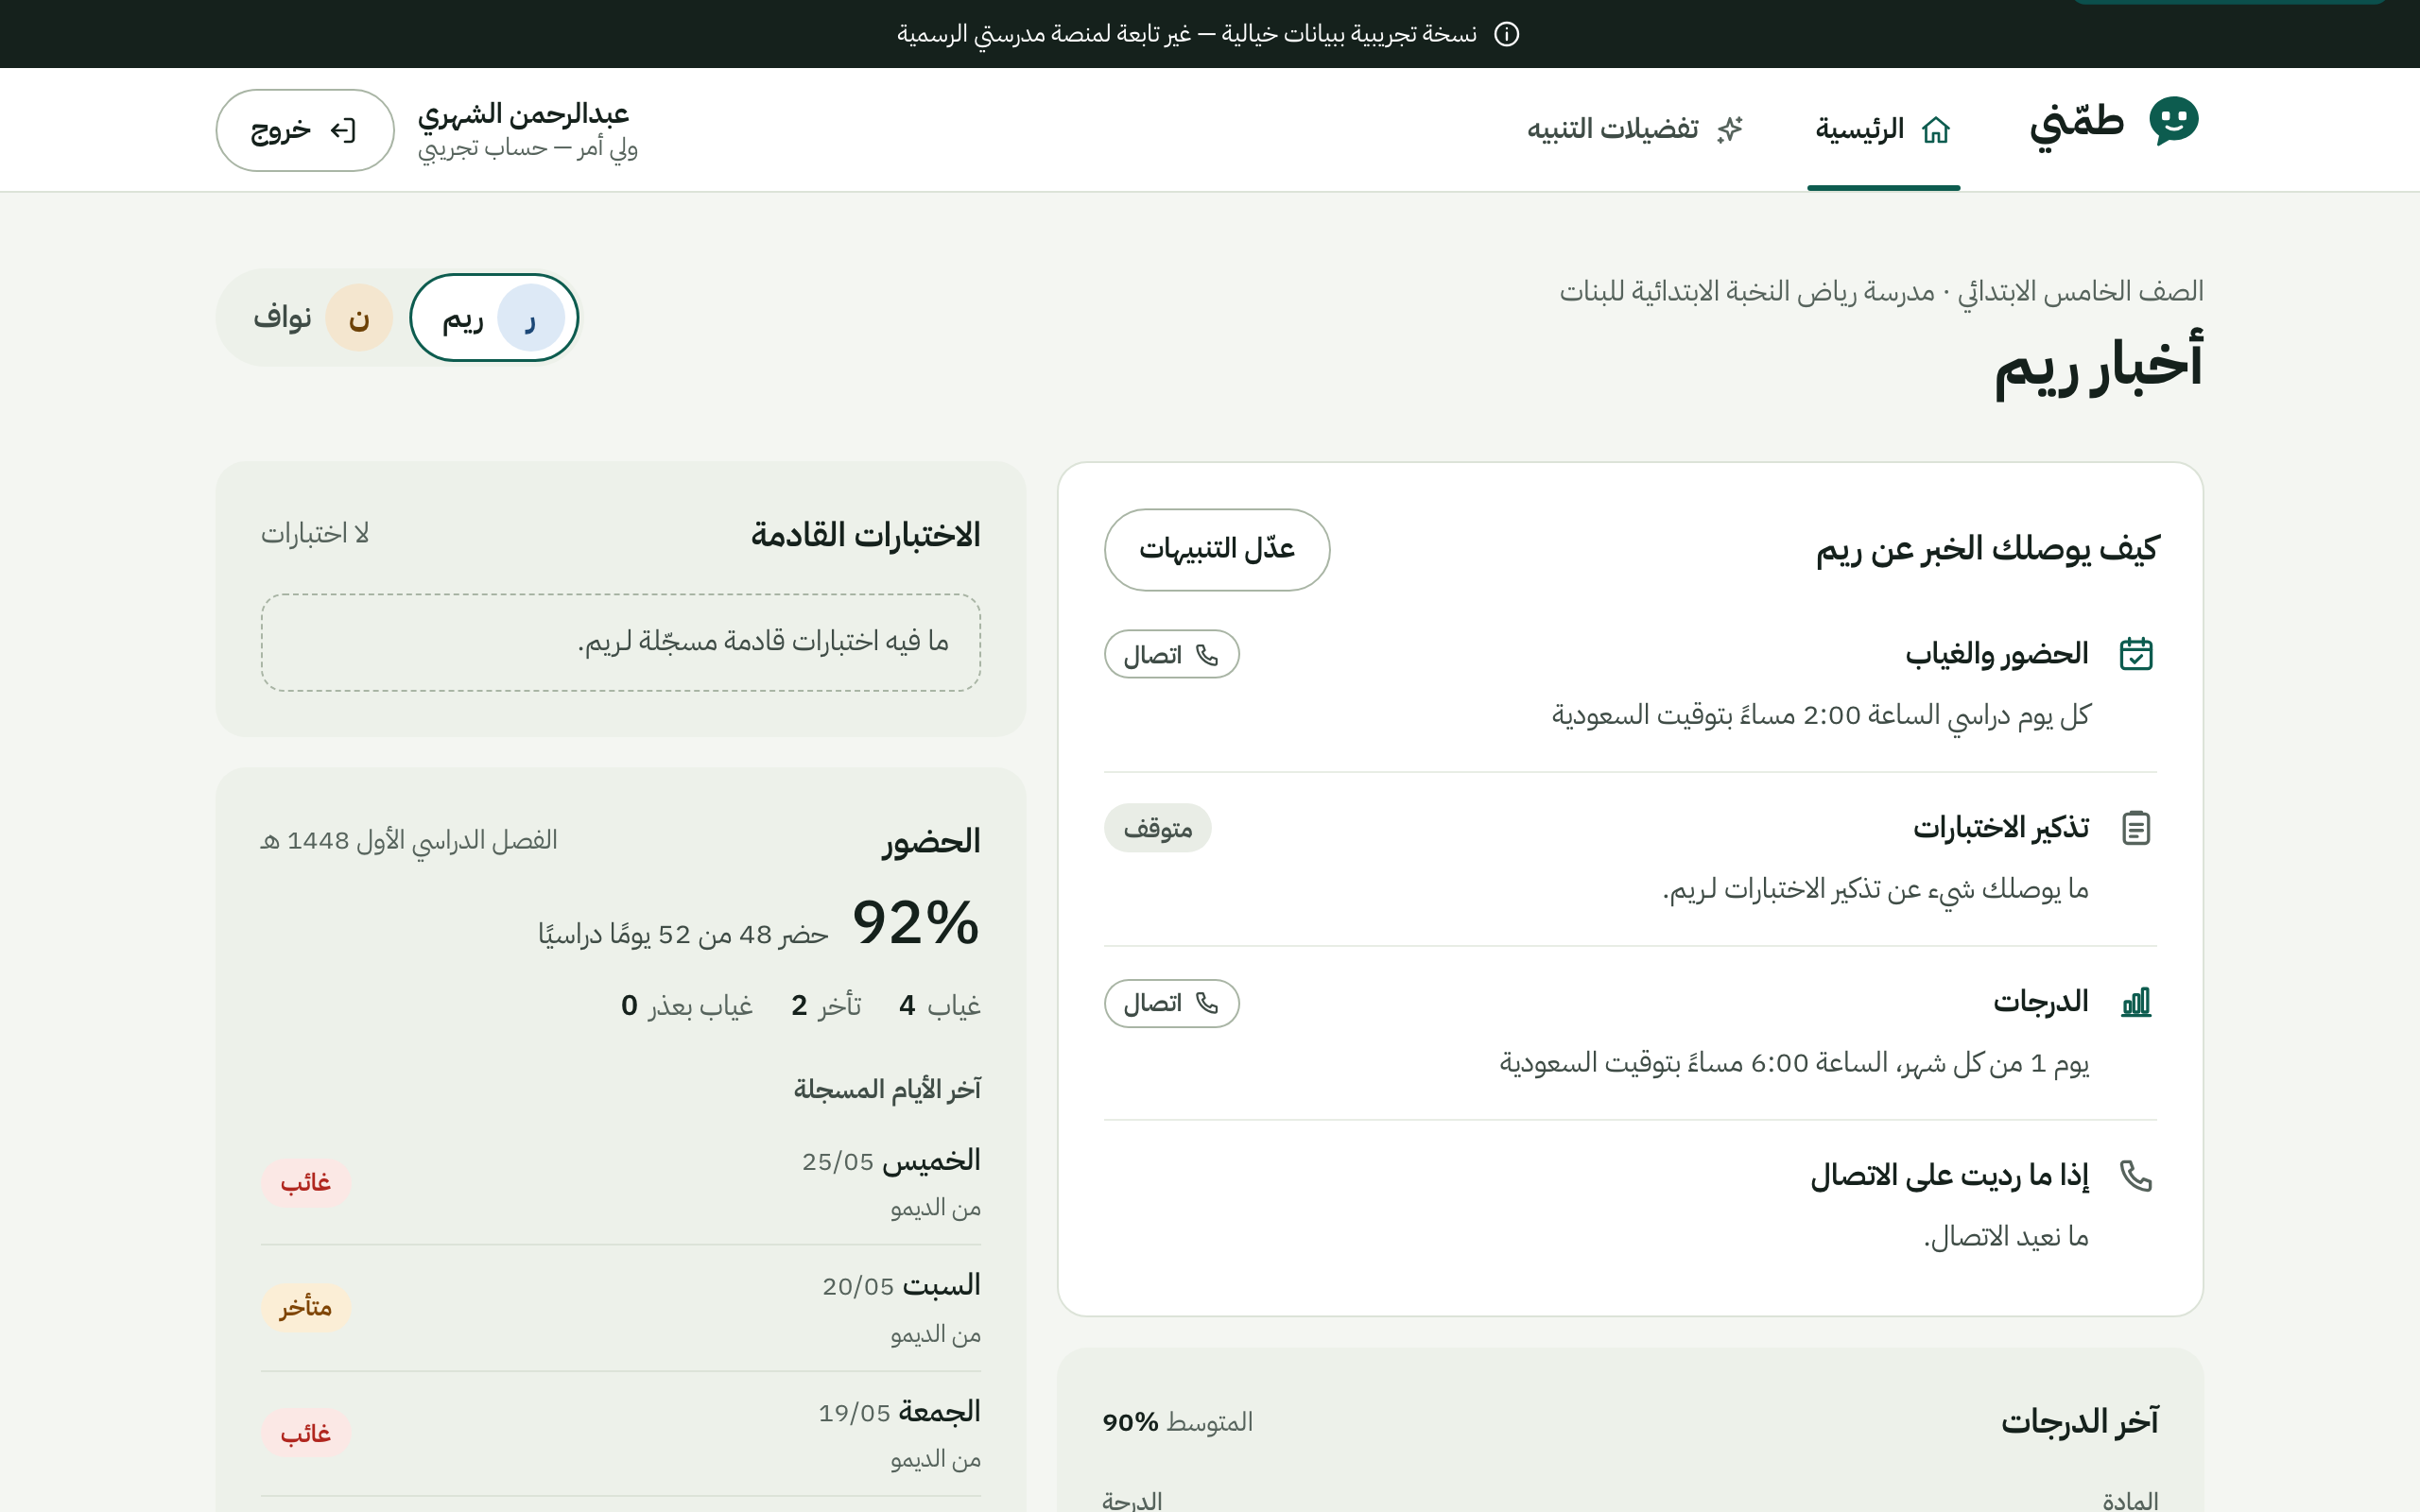 نسخة تجريبية ببيانات خيالية — غير تابعة لمنصة مدرستي الرسمية
طمّني
الرئيسية
تفضيلات التنبيه
عبدالرحمن الشهري
ولي أمر — حساب تجريبي
خروج
الصف الخامس الابتدائي · مدرسة رياض النخبة الابتدائية للبنات
أخبار ريم
ر ريم
ن نواف
كيف يوصلك الخبر عن ريم
عدّل التنبيهات
الحضور والغياب
اتصال
كل يوم دراسي الساعة 2:00 مساءً بتوقيت السعودية
تذكير الاختبارات
متوقف
ما يوصلك شيء عن تذكير الاختبارات لـريم.
الدرجات
اتصال
يوم 1 من كل شهر، الساعة 6:00 مساءً بتوقيت السعودية
إذا ما رديت على الاتصال
ما نعيد الاتصال.
آخر الدرجات
المتوسط 90%
المادة
الدرجة
الاختبارات القادمة
لا اختبارات
ما فيه اختبارات قادمة مسجّلة لـريم.
الحضور
الفصل الدراسي الأول 1448 هـ
92% حضر 48 من 52 يومًا دراسيًا
غياب 4 تأخر 2 غياب بعذر 0
آخر الأيام المسجلة
الخميس 25/05
من الديمو
غائب
السبت 20/05
من الديمو
متأخر
الجمعة 19/05
من الديمو
غائب